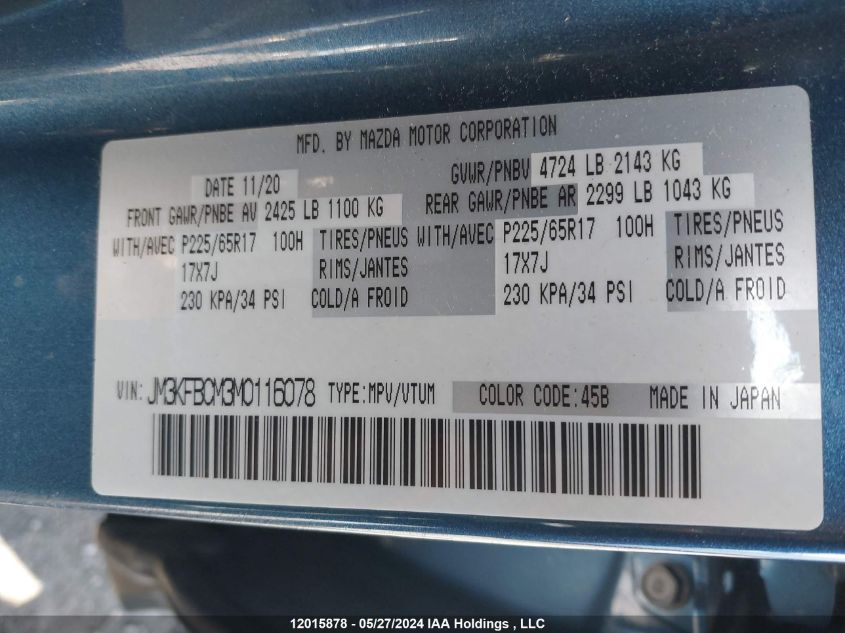 MFD. BY MAZDA MOTOR CORPORATION
DATE 11/20 GVWR/PNBV 4724 LB 2143 KG
FRONT GAWR/PNBE AV 2425 LB 1100 KG REAR GAWR/PNBE AR 2299 LB 1043 KG
WITH/AVEC P225/65R17 100H TIRES/PNEUS WITH/AVEC P225/65R17 100H TIRES/PNEUS
17X7J RIMS/JANTES 17X7J RIMS/JANTES
230 KPA/34 PSI COLD/A FROID 230 KPA/34 PSI COLD/A FROID
VIN: JM3KFBCM3M0116078 TYPE:MPV/VTUM COLOR CODE:45B MADE IN JAPAN
12015878 - 05/27/2024 IAA Holdings , LLC